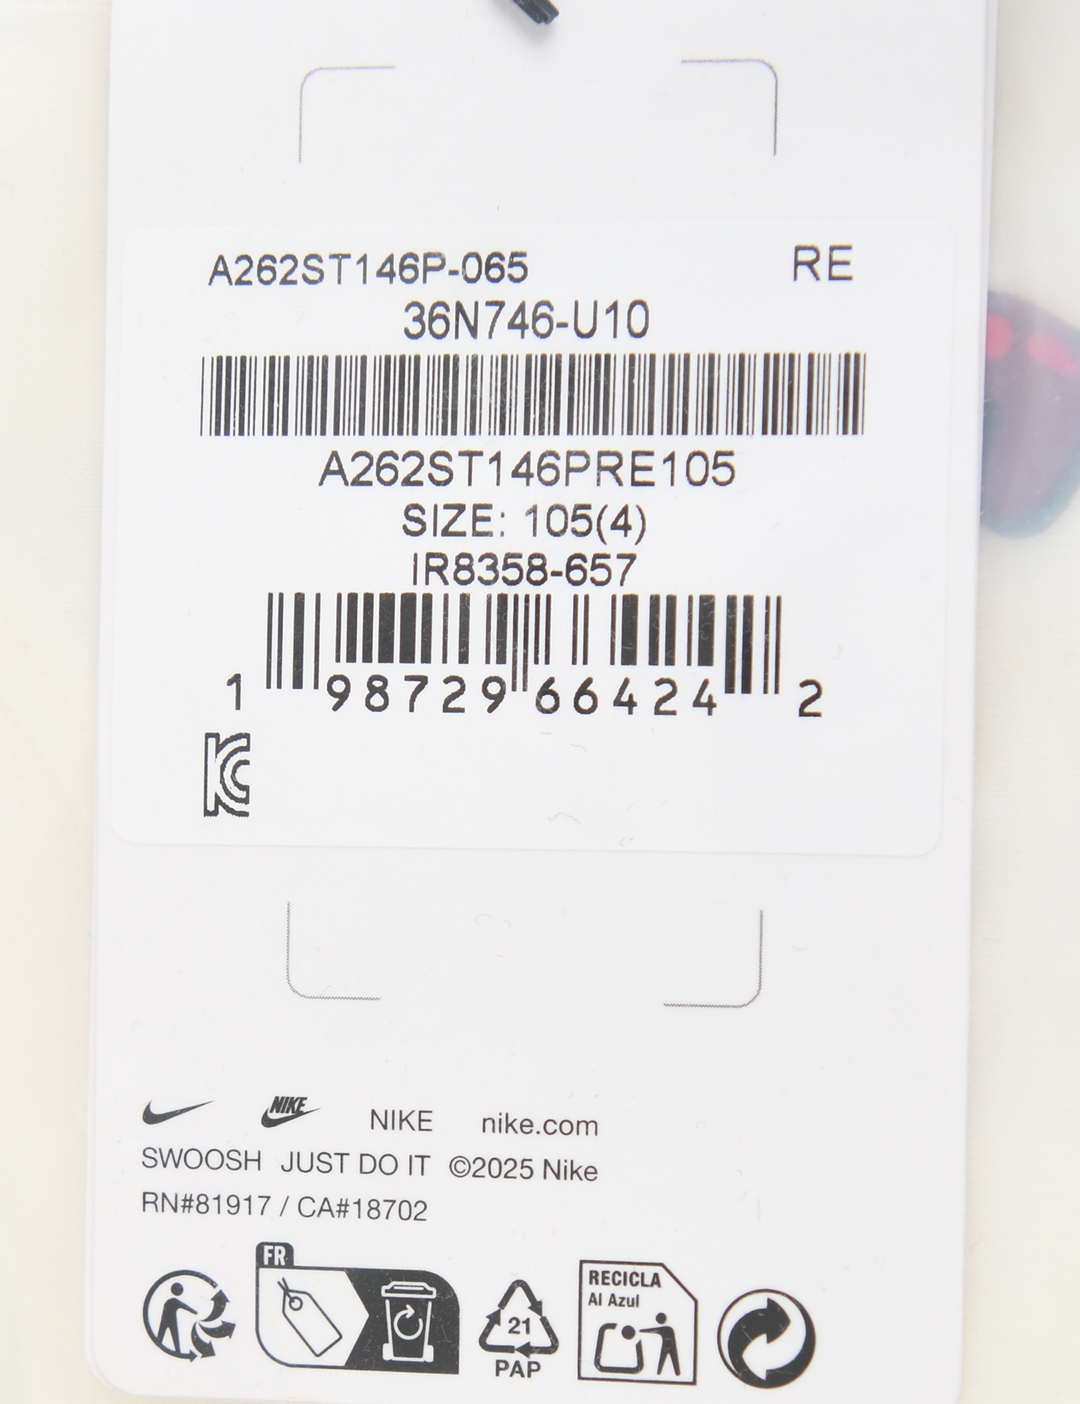 A262ST146P-065 RE
36N746-U10
A262ST146PRE105
SIZE: 105(4)
IR8358-657
1 98729 66424 2
KC
NIKE NIKE nike.com
SWOOSH JUST DO IT ©2025 Nike
RN#81917 / CA#18702
FR
RECICLA
Al Azul
21
PAP